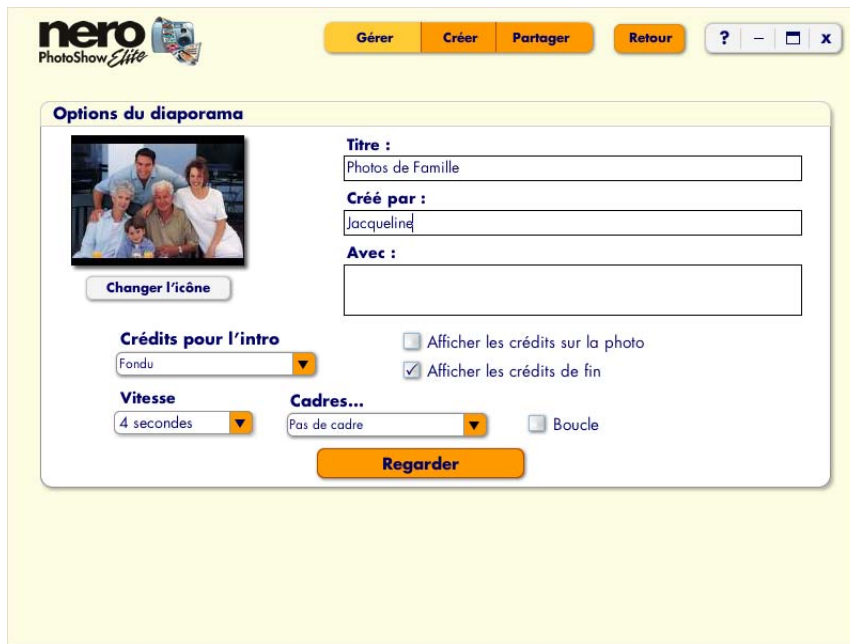 nero
PhotoShow Elite
Gérer
Créer
Partager
Retour
?
x
Options du diaporama
Titre :
Photos de Famille
Créé par :
Jacqueline
Changer l'icône
Avec :
Crédits pour l'intro
Fondu
Afficher les crédits sur la photo
Afficher les crédits de fin
Vitesse
4 secondes
Cadres...
Pas de cadre
Boucle
Regarder